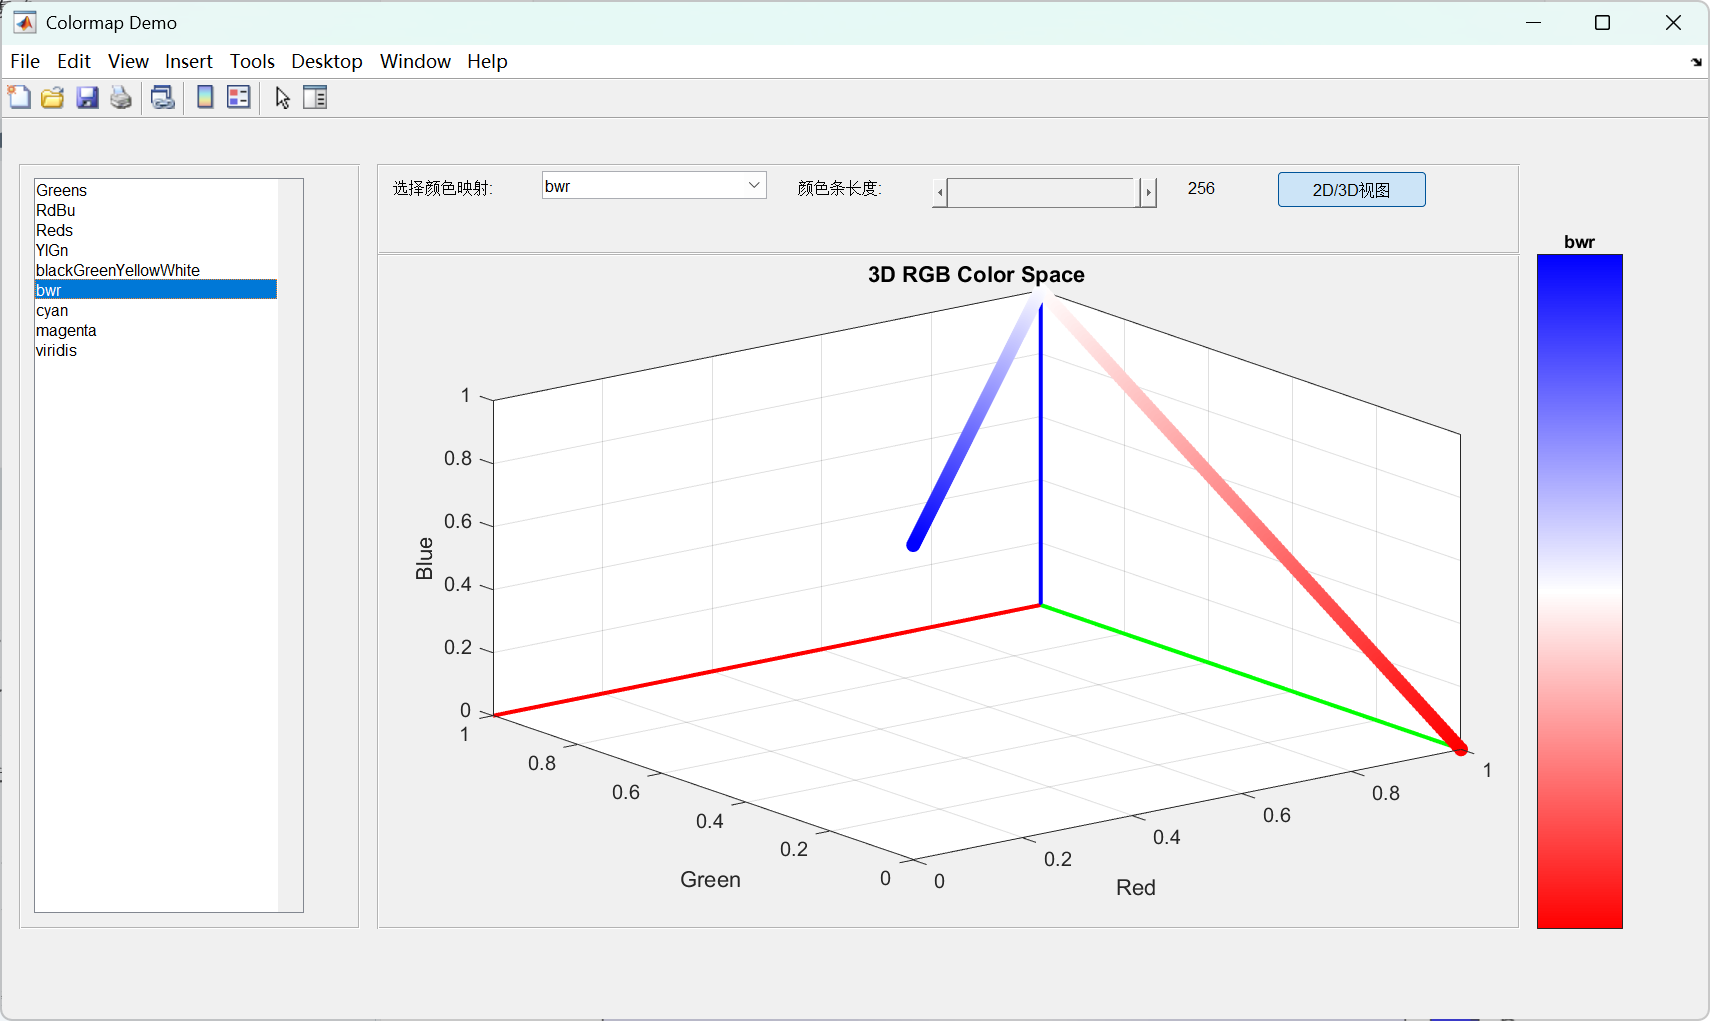 Colormap Demo
File Edit View Insert Tools Desktop Window Help
Greens
RdBu
Reds
YlGn
blackGreenYellowWhite
bwr
cyan
magenta
viridis
选择颜色映射:
bwr
颜色条长度:
256
2D/3D视图
3D RGB Color Space
1
0.8
0.6
0.4
0.2
0
Blue
1
0.8
0.6
0.4
0.2
0
Green
0
0.2
0.4
0.6
0.8
1
Red
bwr